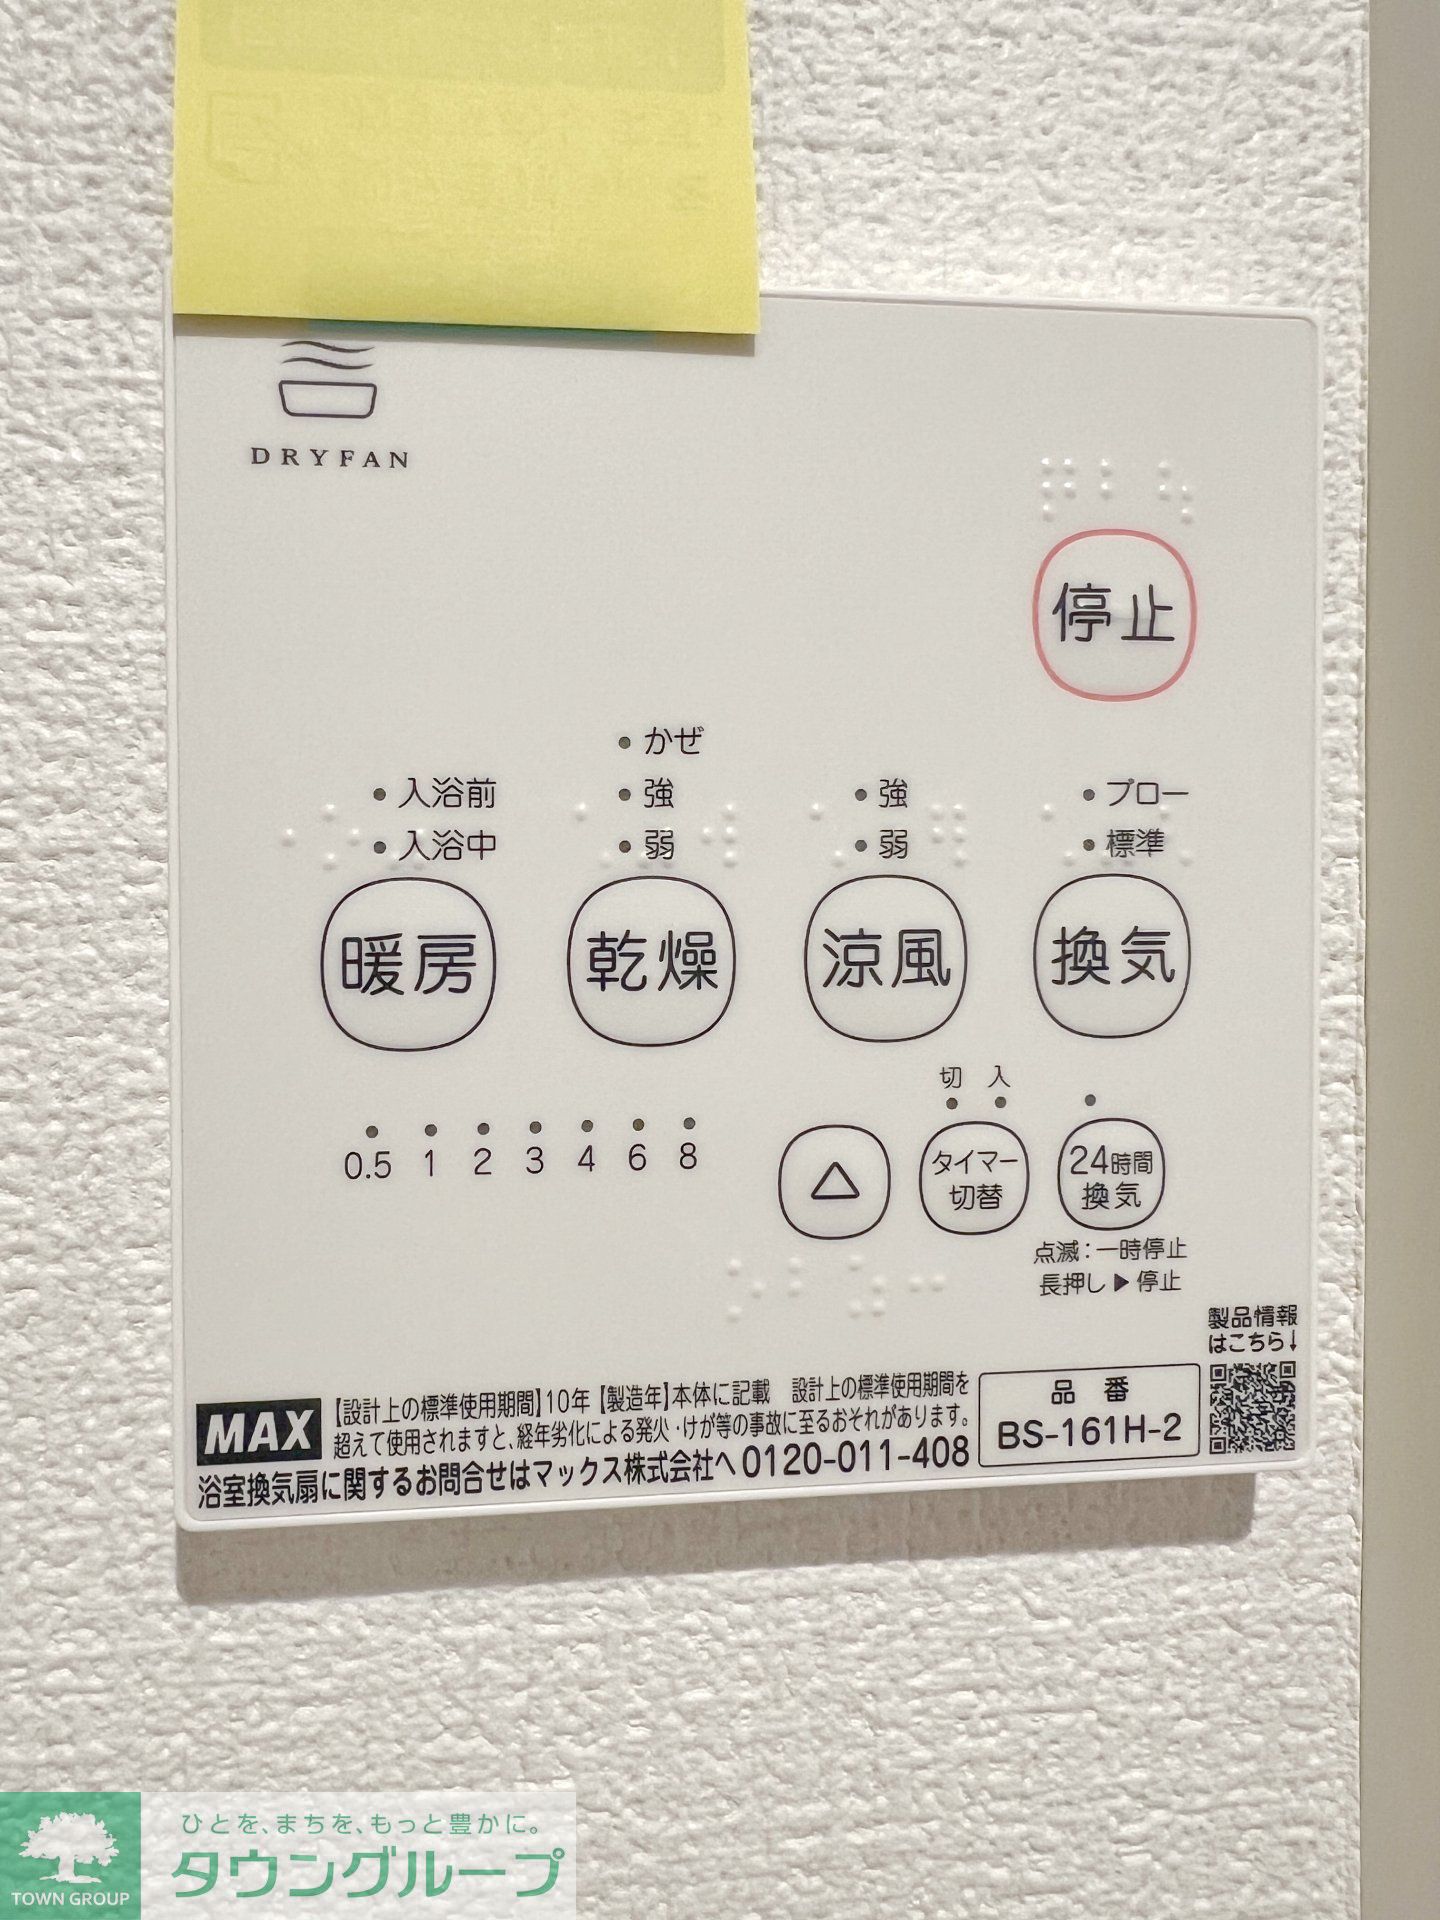 DRYFAN
停止
かぜ
入浴前
強
強
ブロー
入浴中
弱
弱
標準
暖房
乾燥
涼風
換気
切 入
0.5 1 2 3 4 6 8
△
タイマー
切替
24時間
換気
点滅：一時停止
長押し▶停止
製品情報
はこちら↓
MAX
【設計上の標準使用期間】10年【製造年】本体に記載　設計上の標準使用期間を
超えて使用されますと、経年劣化による発火・けが等の事故に至るおそれがあります。
浴室換気扇に関するお問合せはマックス株式会社へ0120-011-408
品番
BS-161H-2
TOWN GROUP
ひとを、まちを、もっと豊かに。
タウングループ